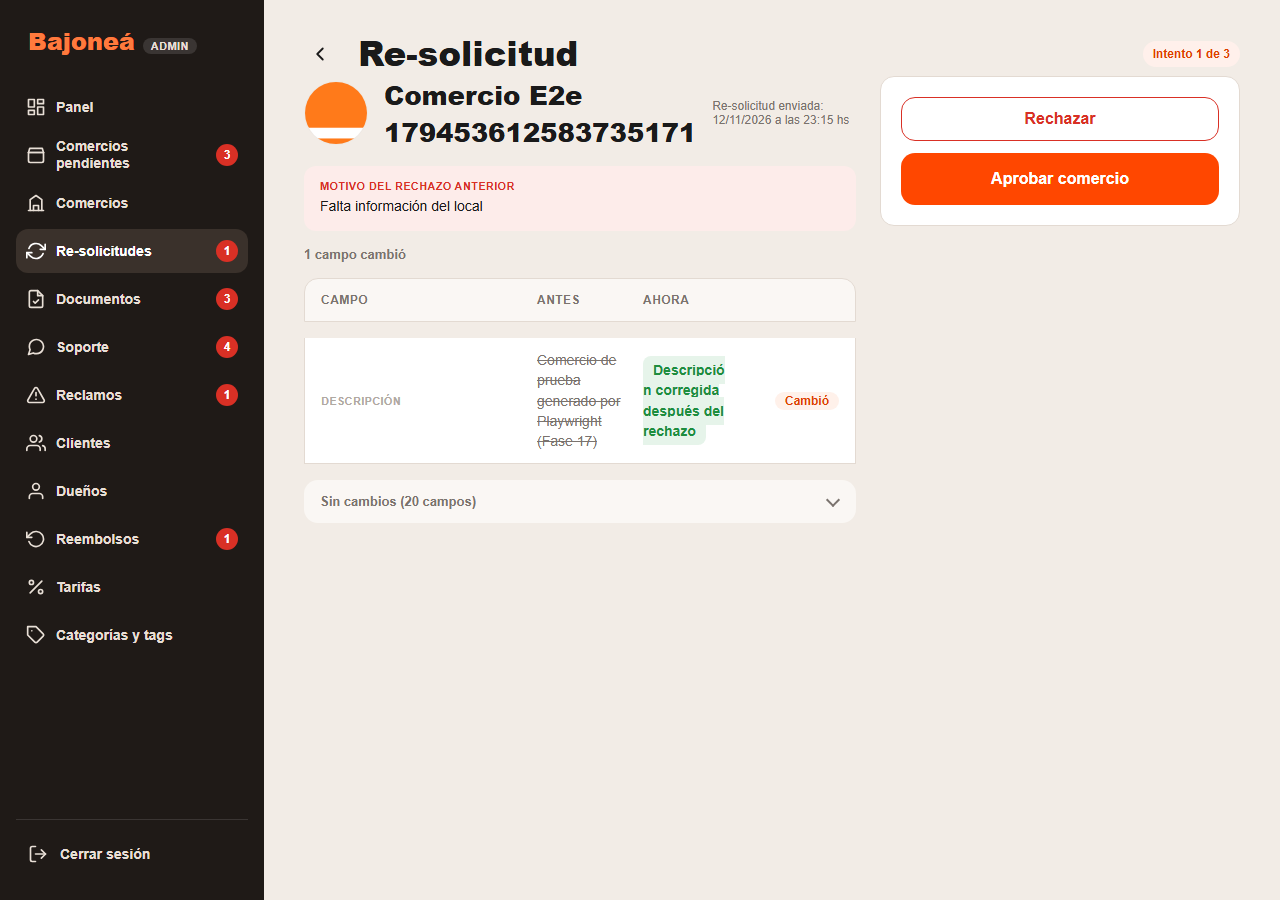 Bajoneá ADMIN
Panel
Comercios
pendientes
3
Comercios
Re-solicitudes 1
Documentos 3
Soporte 4
Reclamos 1
Clientes
Dueños
Reembolsos 1
Tarifas
Categorías y tags
Cerrar sesión
Re-solicitud
Intento 1 de 3
Comercio E2e
179453612583735171
Re-solicitud enviada:
12/11/2026 a las 23:15 hs
MOTIVO DEL RECHAZO ANTERIOR
Falta información del local
1 campo cambió
CAMPO ANTES AHORA
DESCRIPCIÓN
Comercio de
prueba
generado por
Playwright
(Fase 17)
Descripció
n corregida
después del
rechazo
Cambió
Sin cambios (20 campos)
Rechazar
Aprobar comercio